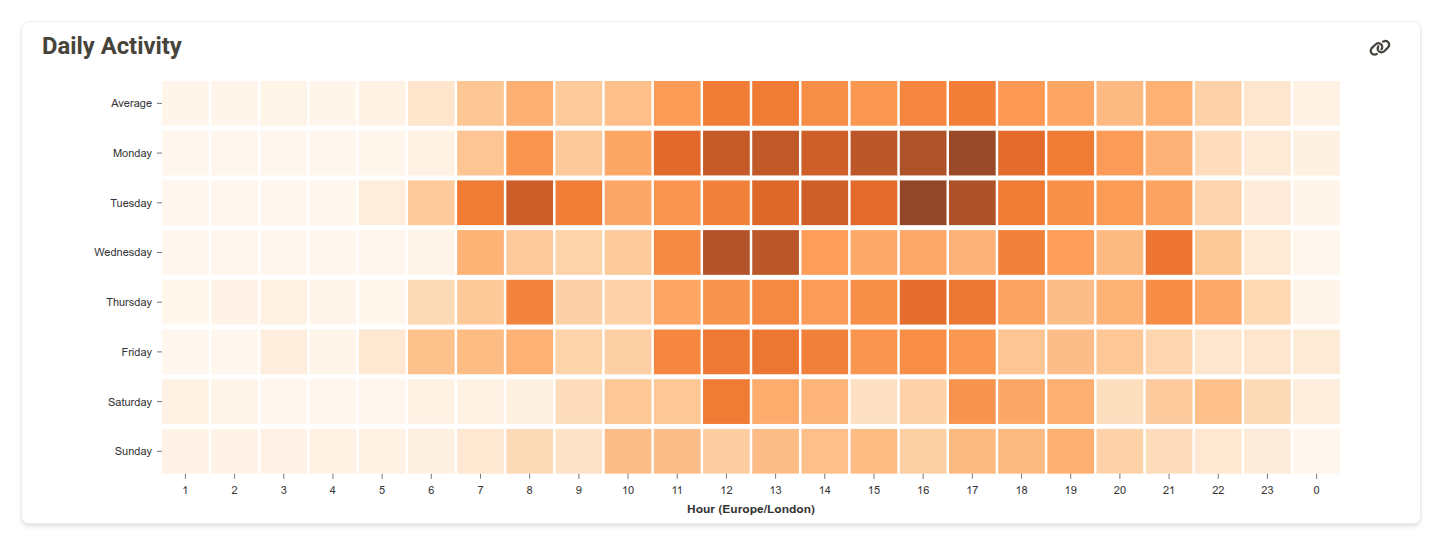 Daily Activity
Average
Monday
Tuesday
Wednesday
Thursday
Friday
Saturday
Sunday
1 2 3 4 5 6 7 8 9 10 11 12 13 14 15 16 17 18 19 20 21 22 23 0
Hour (Europe/London)